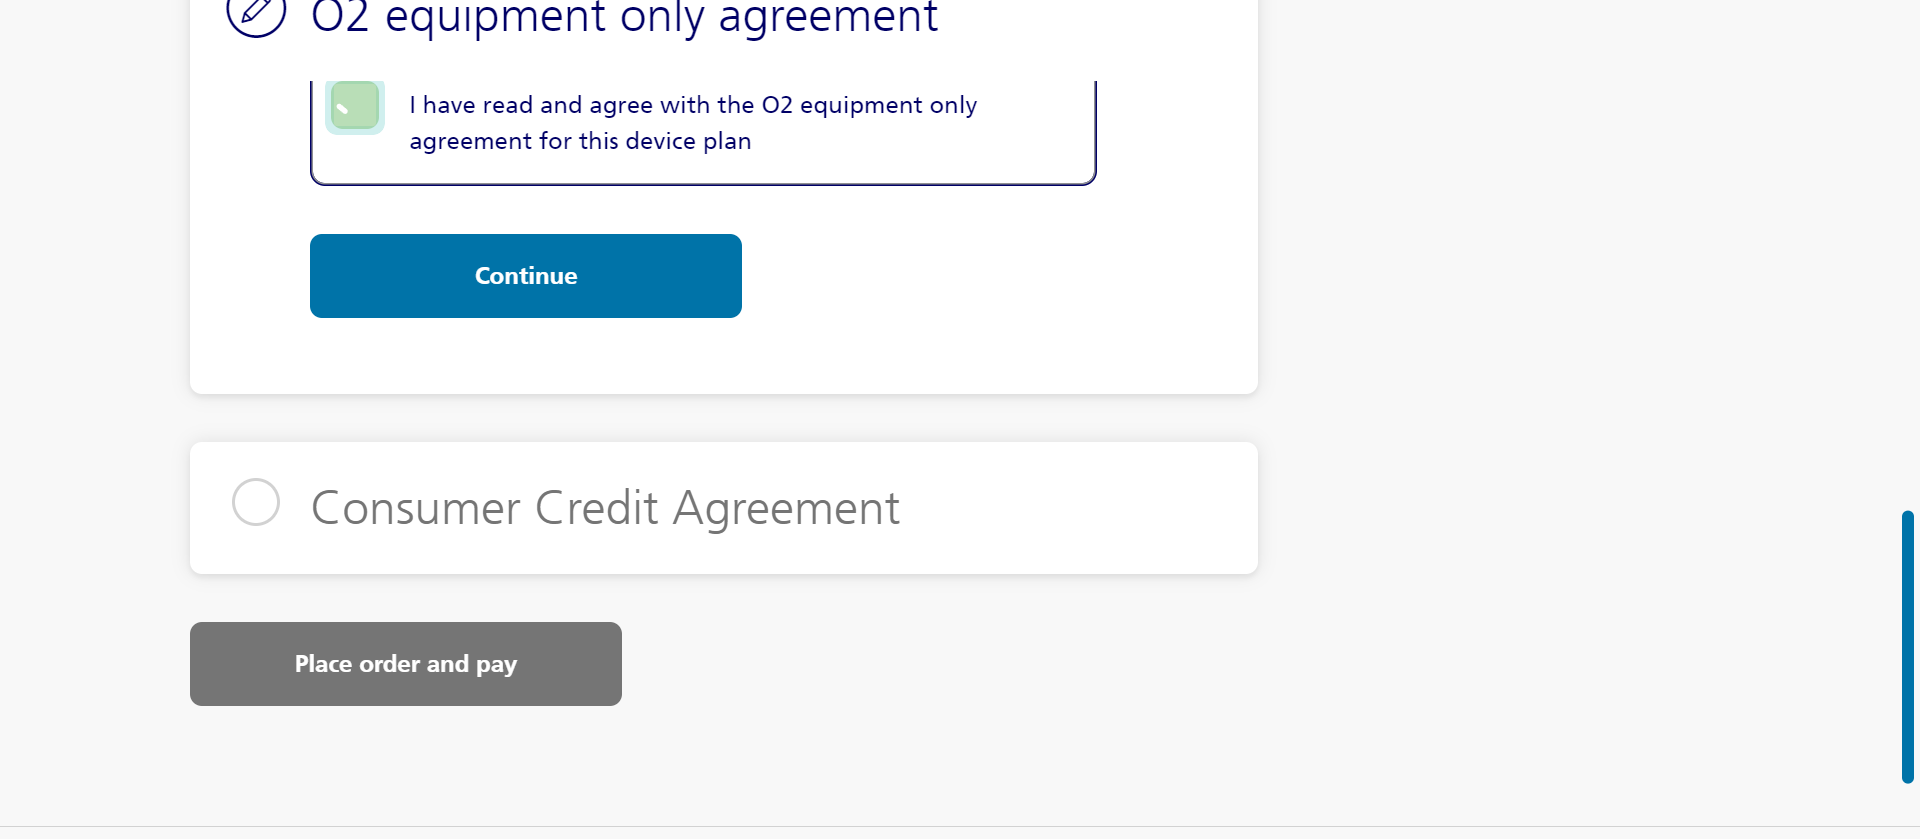 O2 equipment only agreement
I have read and agree with the O2 equipment only
agreement for this device plan
Continue
Consumer Credit Agreement
Place order and pay